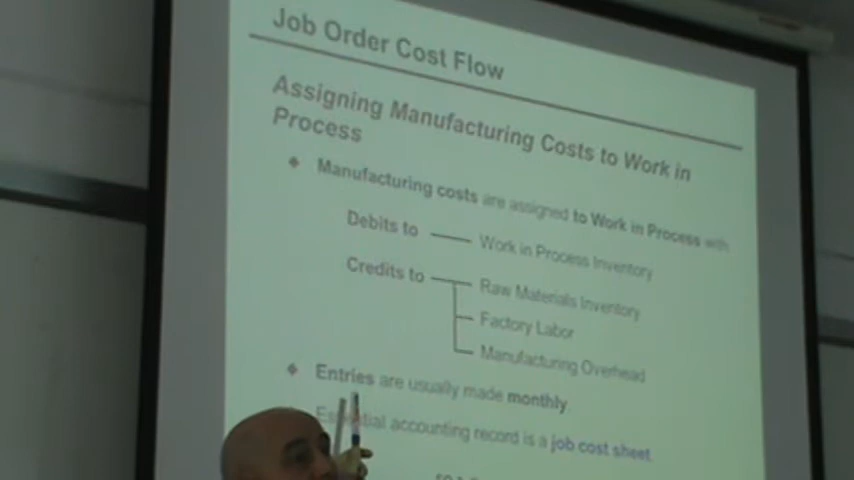 Job Order Cost Flow
Assigning Manufacturing Costs to Work in
Process
Manufacturing costs are assigned to Work in Process with
Debits to Work in Process Inventory
Credits to Raw Materials Inventory
Factory Labor
Manufacturing Overhead
Entries are usually made monthly
Essential accounting record is a job cost sheet.